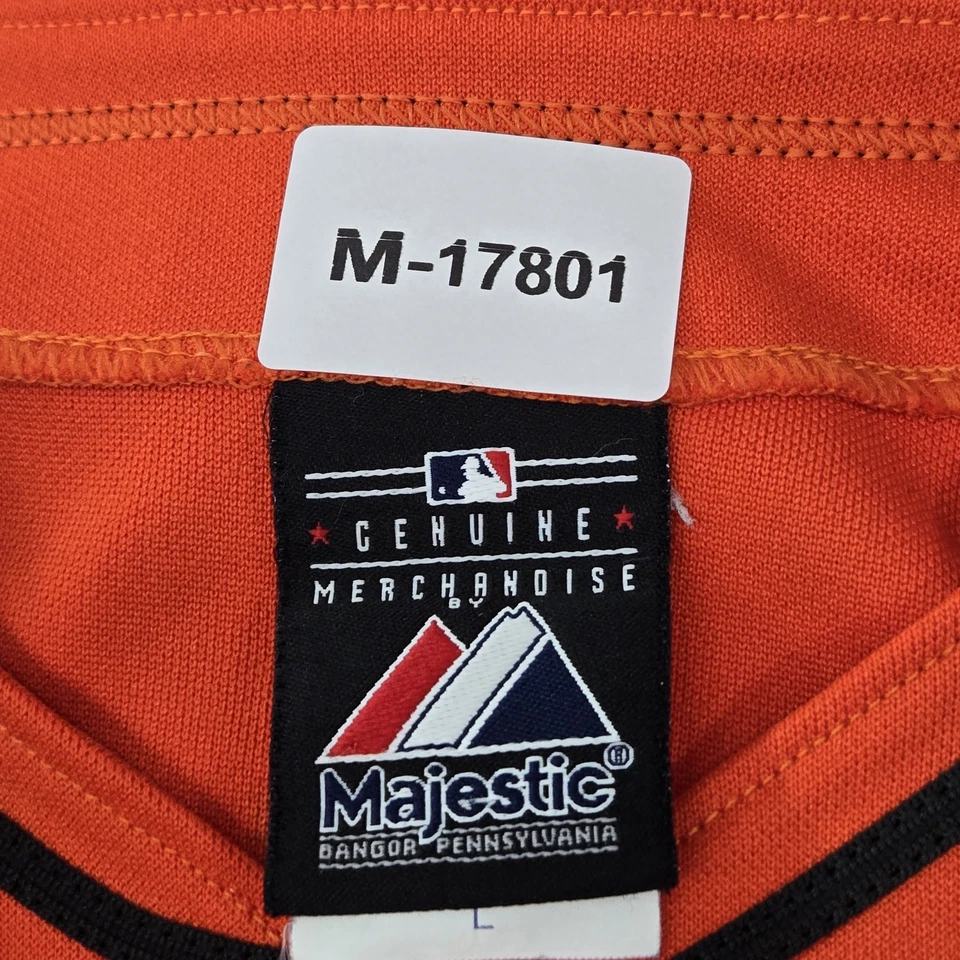 M-17801
GENUINE
MERCHANDISE
BY
Majestic®
BANGOR PENNSYLVANIA
L